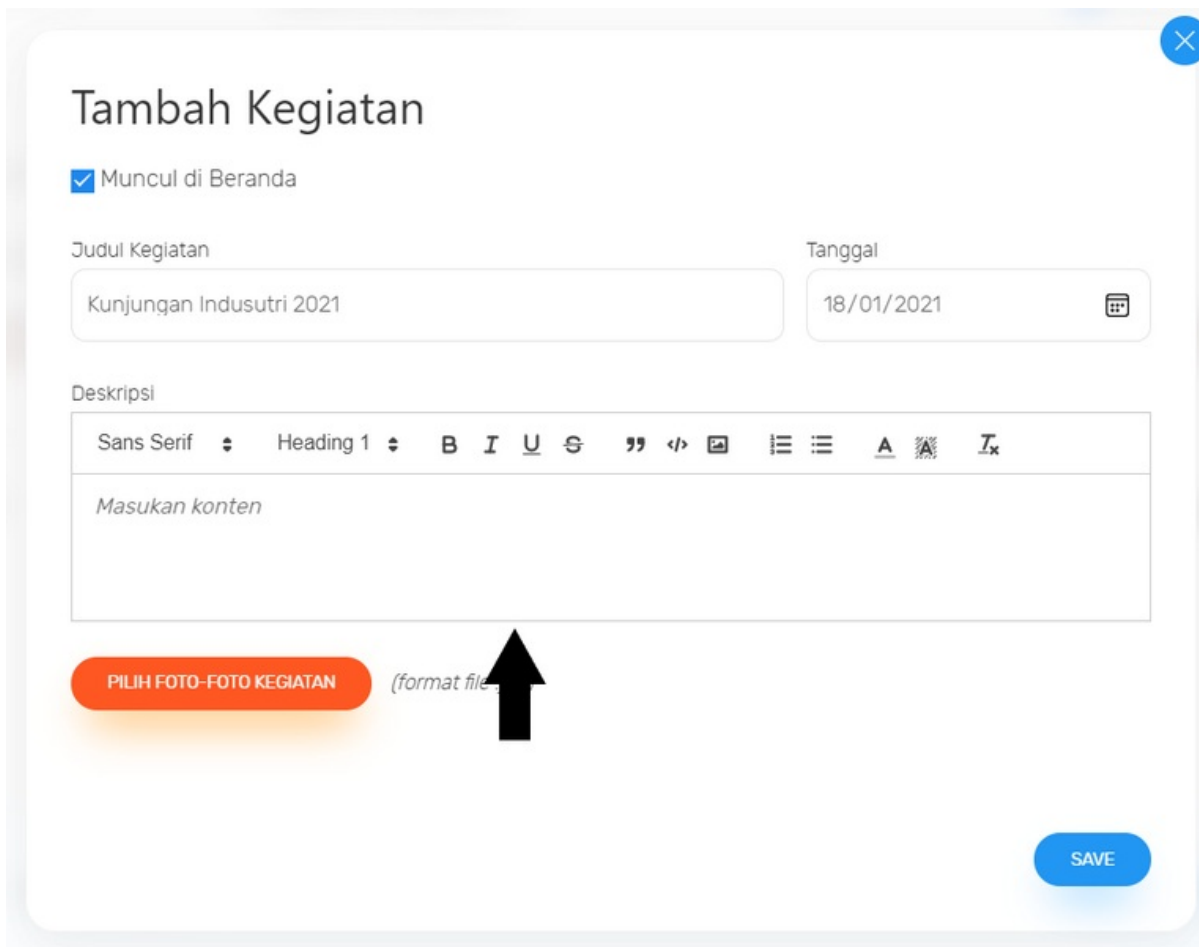 Tambah Kegiatan
Muncul di Beranda
Judul Kegiatan
Tanggal
Kunjungan Indusutri 2021
18/01/2021
Deskripsi
Sans Serif Heading 1 B I U S
Masukan konten
PILIH FOTO-FOTO KEGIATAN
(format file
SAVE